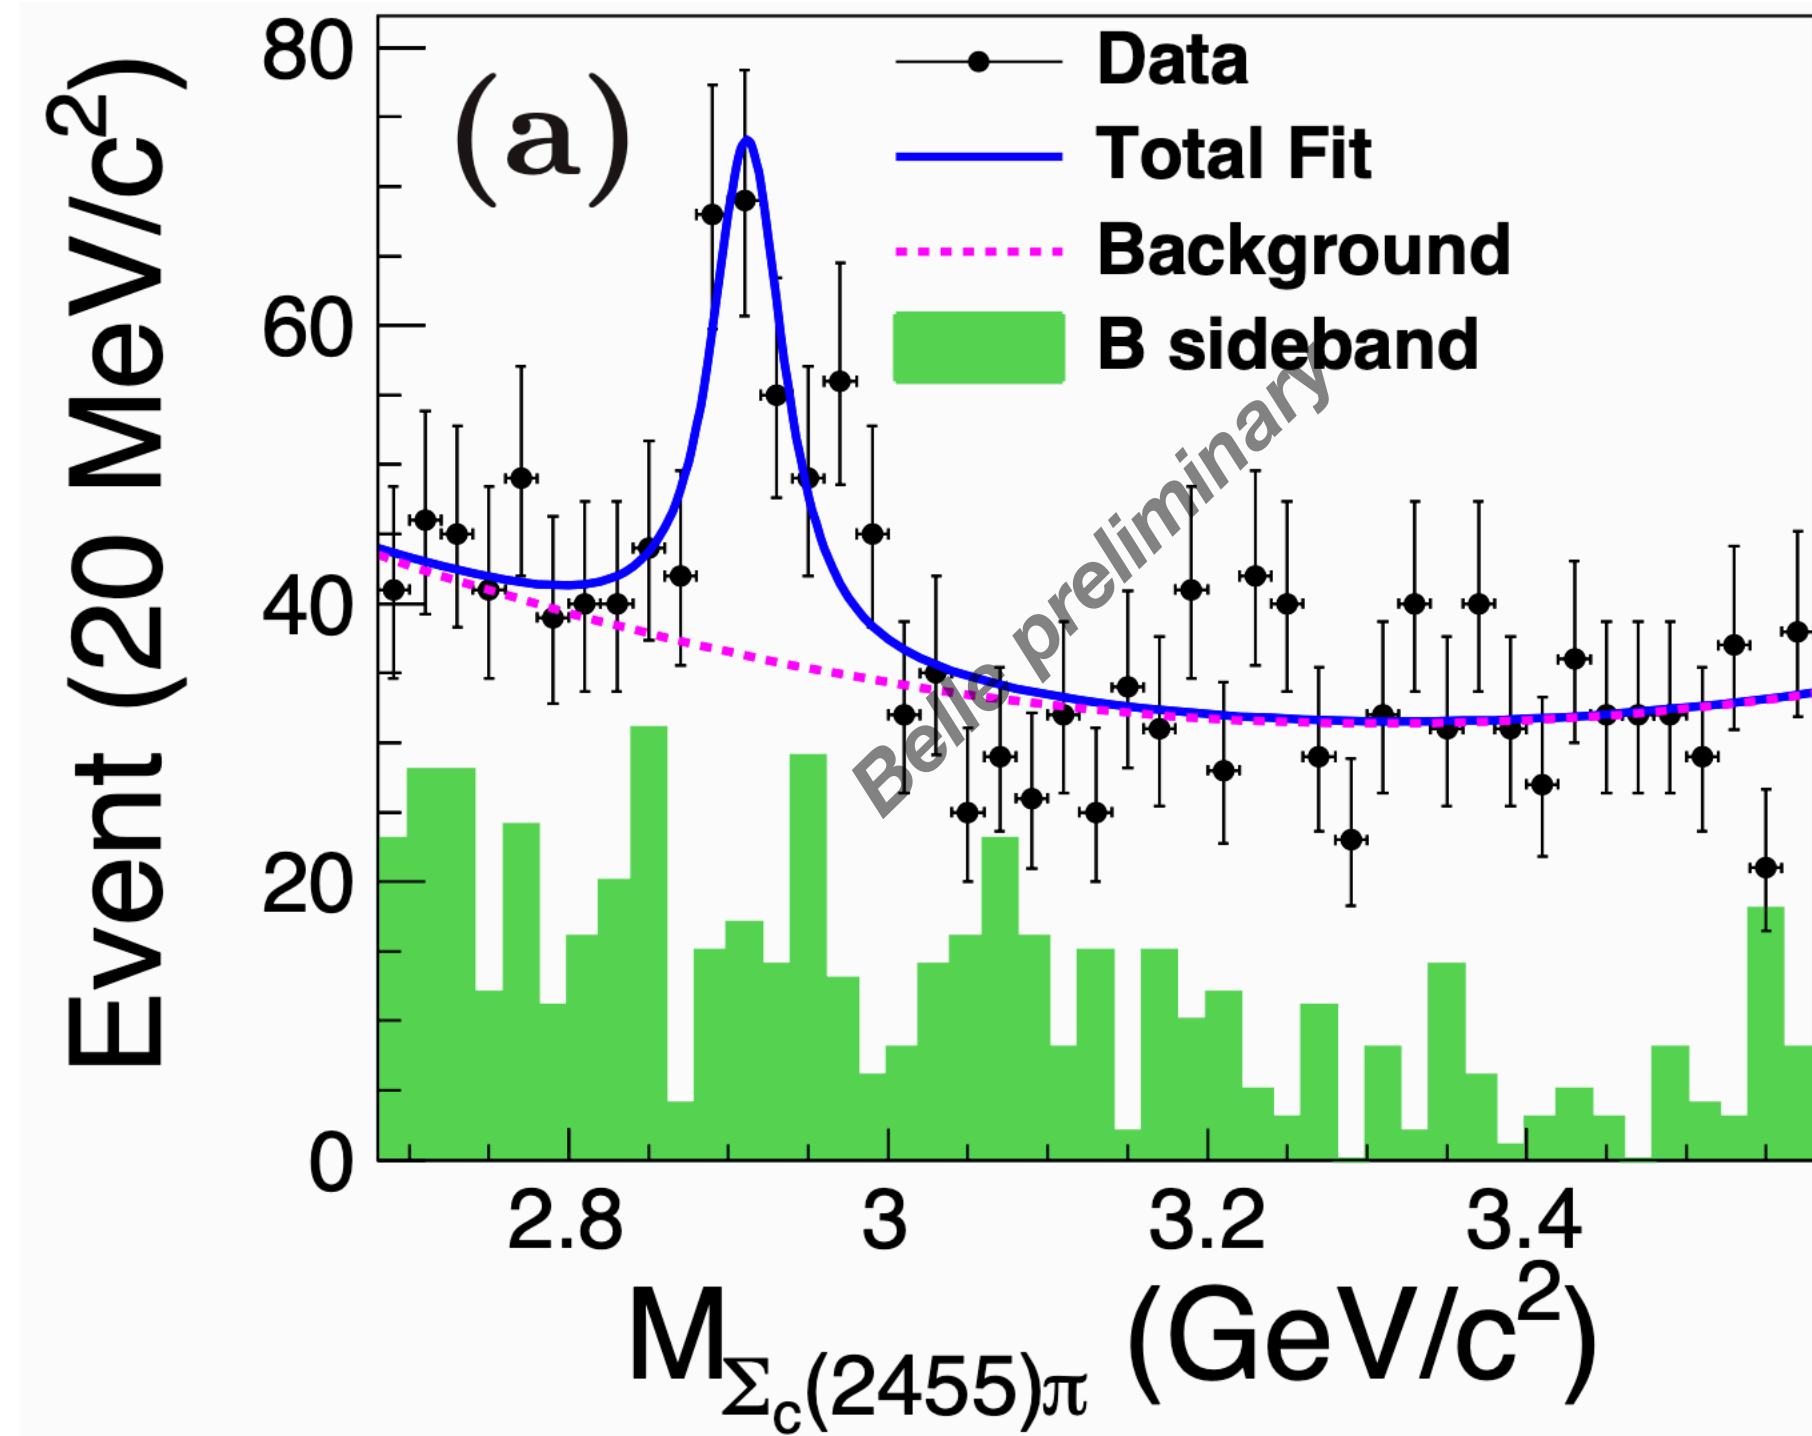 Event (20 MeV/c²)
80
60
40
20
0
(a)
Data
Total Fit
Background
B sideband
Belle preliminary
2.8 3 3.2 3.4
M_Σc(2455)π (GeV/c²)